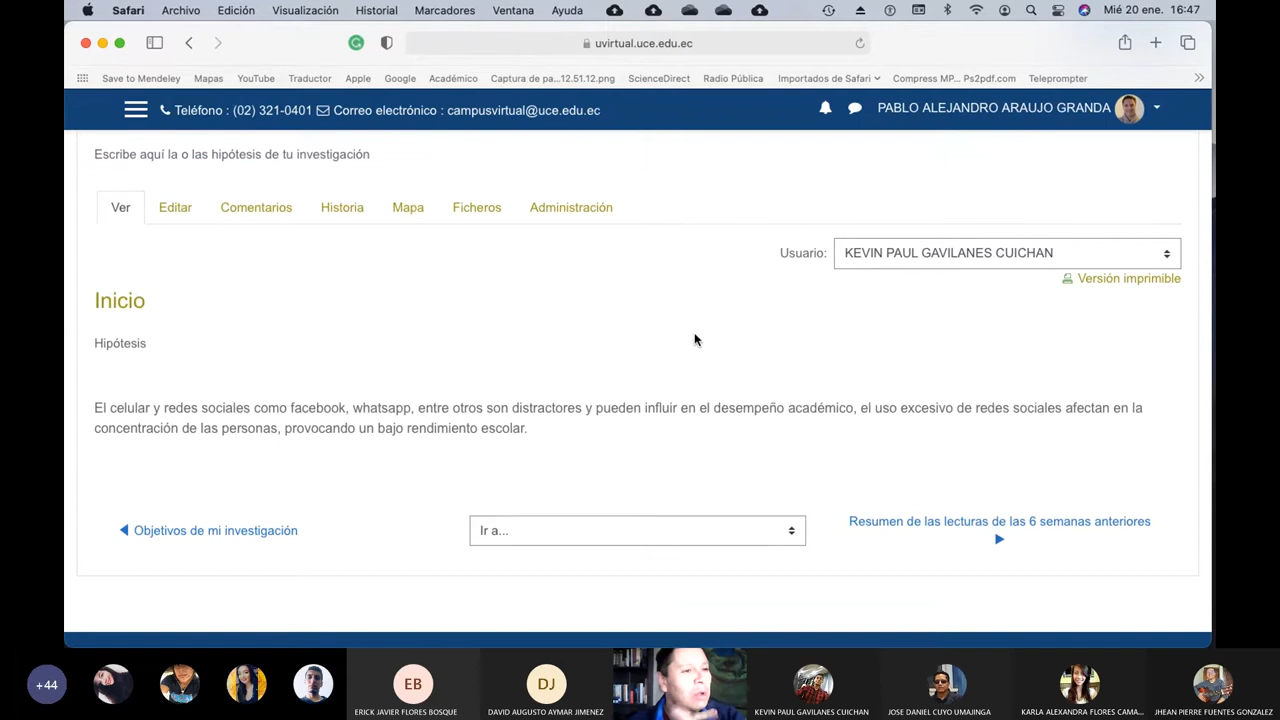 Safari Archivo Edición Visualización Historial Marcadores Ventana Ayuda Mié 20 ene. 16:47
uvirtual.uce.edu.ec
Save to Mendeley Mapas YouTube Traductor Apple Google Académico Captura de pa...12.51.12.png ScienceDirect Radio Pública Importados de Safari Compress MP... Ps2pdf.com Teleprompter
Teléfono : (02) 321-0401 Correo electrónico : campusvirtual@uce.edu.ec PABLO ALEJANDRO ARAUJO GRANDA
Escribe aquí la o las hipótesis de tu investigación
Ver Editar Comentarios Historia Mapa Ficheros Administración
Usuario: KEVIN PAUL GAVILANES CUICHAN
Versión imprimible
Inicio
Hipótesis
El celular y redes sociales como facebook, whatsapp, entre otros son distractores y pueden influir en el desempeño académico, el uso excesivo de redes sociales afectan en la
concentración de las personas, provocando un bajo rendimiento escolar.
Objetivos de mi investigación Ir a... Resumen de las lecturas de las 6 semanas anteriores
+44 EB DJ
ERICK JAVIER FLORES BOSQUE DAVID AUGUSTO AYMAR JIMENEZ KEVIN PAUL GAVILANES CUICHAN JOSE DANIEL CUYO UMAJINGA KARLA ALEXANDRA FLORES CAMA... JHEAN PIERRE FUENTES GONZALEZ